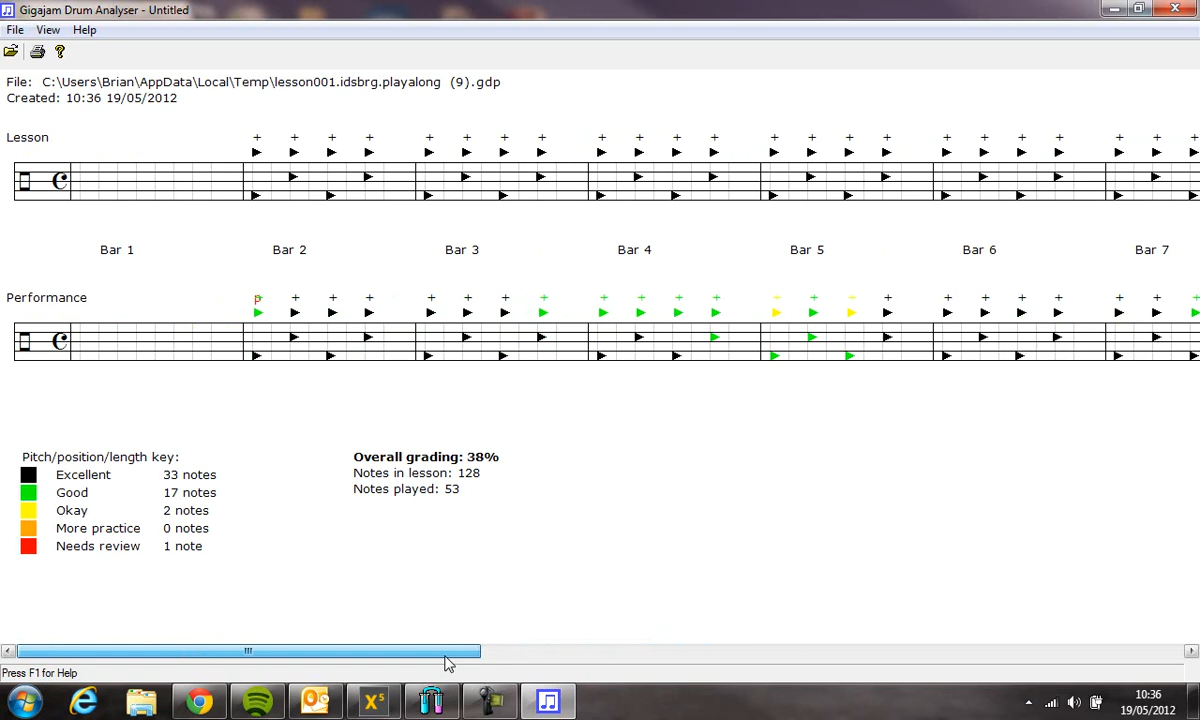 Gigajam Drum Analyser - Untitled
File View Help
File: C:\Users\Brian\AppData\Local\Temp\lesson001.idsbrg.playalong (9).gdp
Created: 10:36 19/05/2012
Lesson
Bar 1 Bar 2 Bar 3 Bar 4 Bar 5 Bar 6 Bar 7
Performance
p
Pitch/position/length key:
Excellent 33 notes
Good 17 notes
Okay 2 notes
More practice 0 notes
Needs review 1 note
Overall grading: 38%
Notes in lesson: 128
Notes played: 53
Press F1 for Help
10:36
19/05/2012